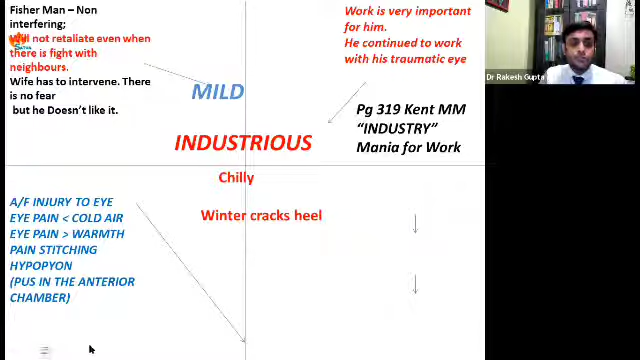 Fisher Man – Non
interfering;
Will not retaliate even when
there is fight with
neighbours.
Wife has to intervene. There
is no fear
but he Doesn't like it.
MILD
Work is very important
for him.
He continued to work
with his traumatic eye
Dr Rakesh Gupta
Pg 319 Kent MM
“INDUSTRY”
Mania for Work
INDUSTRIOUS
Chilly
Winter cracks heel
A/F INJURY TO EYE
EYE PAIN < COLD AIR
EYE PAIN > WARMTH
PAIN STITCHING
HYPOPYON
(PUS IN THE ANTERIOR
CHAMBER)